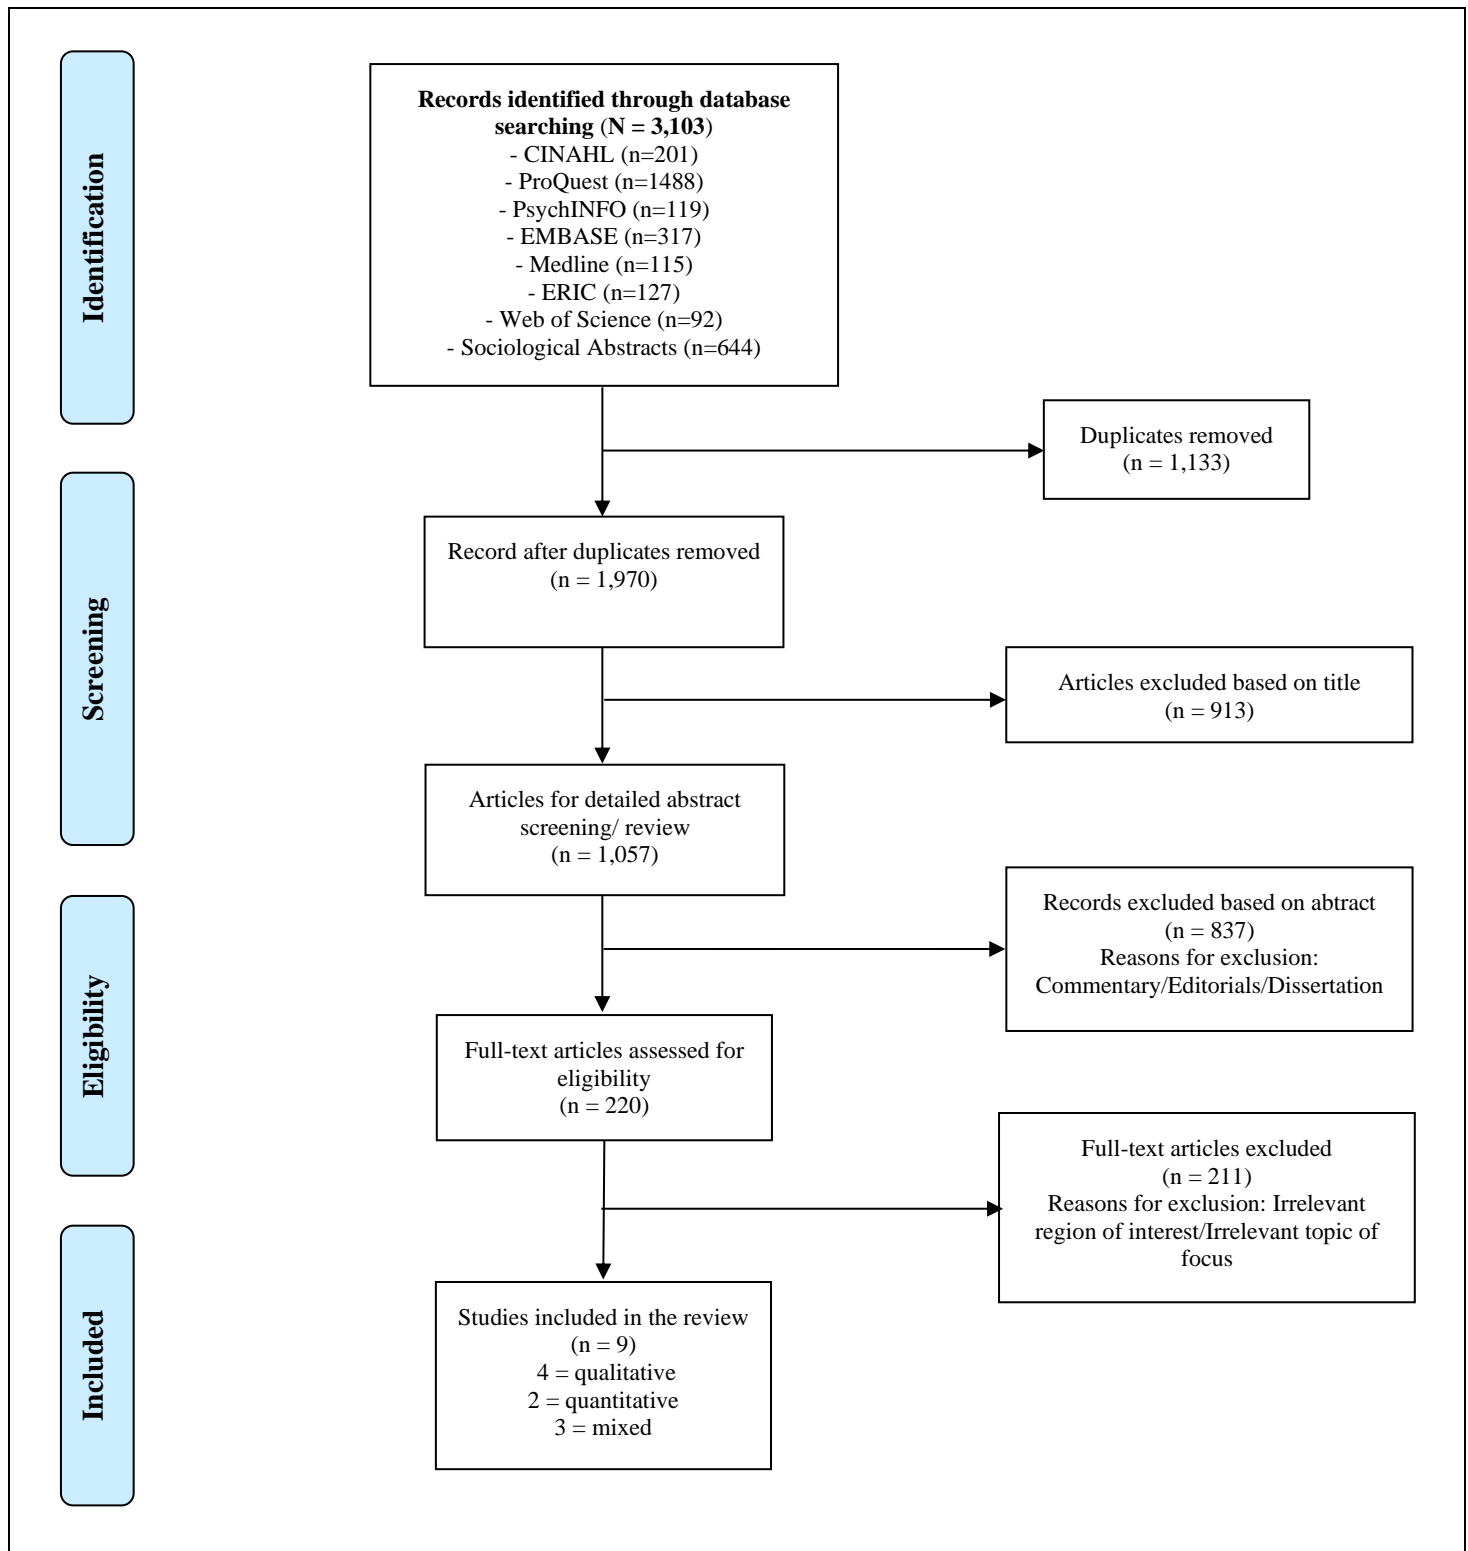 Identification
Records identified through database
searching (N = 3,103)
- CINAHL (n=201)
- ProQuest (n=1488)
- PsychINFO (n=119)
- EMBASE (n=317)
- Medline (n=115)
- ERIC (n=127)
- Web of Science (n=92)
- Sociological Abstracts (n=644)
Duplicates removed
(n = 1,133)
Screening
Record after duplicates removed
(n = 1,970)
Articles excluded based on title
(n = 913)
Articles for detailed abstract
screening/ review
(n = 1,057)
Eligibility
Records excluded based on abtract
(n = 837)
Reasons for exclusion:
Commentary/Editorials/Dissertation
Full-text articles assessed for
eligibility
(n = 220)
Full-text articles excluded
(n = 211)
Reasons for exclusion: Irrelevant
region of interest/Irrelevant topic of
focus
Included
Studies included in the review
(n = 9)
4 = qualitative
2 = quantitative
3 = mixed